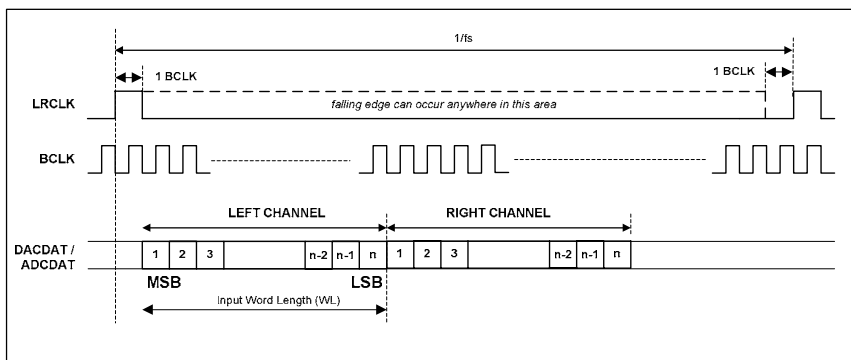 1/fs
1 BCLK
1 BCLK
LRCLK
falling edge can occur anywhere in this area
BCLK
LEFT CHANNEL
RIGHT CHANNEL
DACDAT /
ADCDAT
1 2 3 n-2 n-1 n 1 2 3 n-2 n-1 n
MSB LSB
Input Word Length (WL)